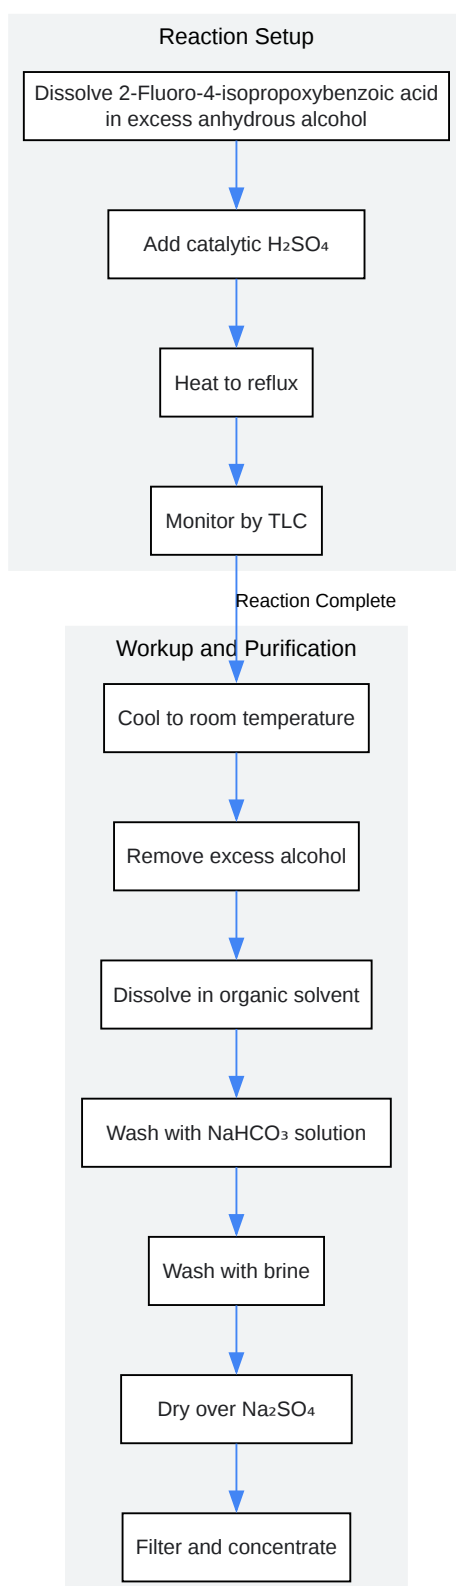 Reaction Setup
Dissolve 2-Fluoro-4-isopropoxybenzoic acid
in excess anhydrous alcohol
Add catalytic H₂SO₄
Heat to reflux
Monitor by TLC
Reaction Complete
Workup and Purification
Cool to room temperature
Remove excess alcohol
Dissolve in organic solvent
Wash with NaHCO₃ solution
Wash with brine
Dry over Na₂SO₄
Filter and concentrate